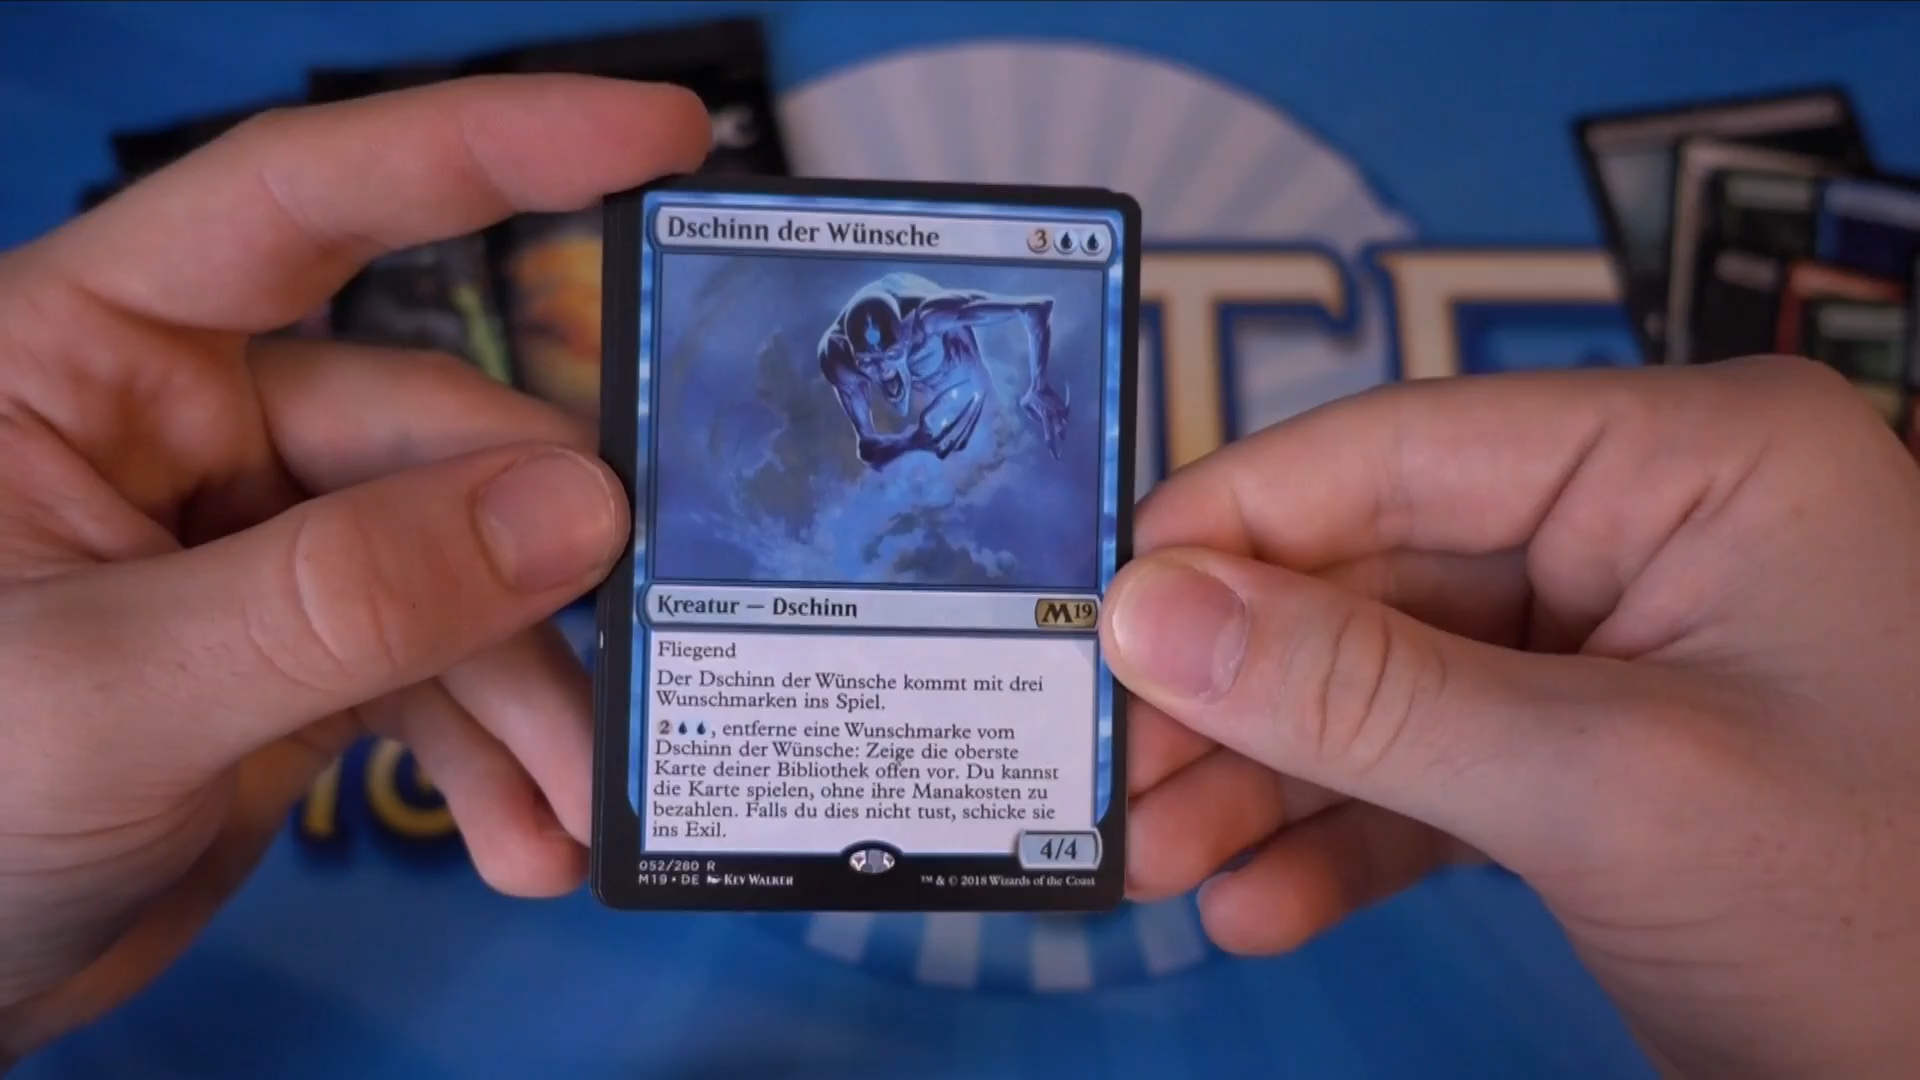 Dschinn der Wünsche 3
Kreatur — Dschinn M19
Fliegend
Der Dschinn der Wünsche kommt mit drei
Wunschmarken ins Spiel.
2, entferne eine Wunschmarke vom
Dschinn der Wünsche: Zeige die oberste
Karte deiner Bibliothek offen vor. Du kannst
die Karte spielen, ohne ihre Manakosten zu
bezahlen. Falls du dies nicht tust, schicke sie
ins Exil.
4/4
052/280 R
M19 • DE Kev Walker
™ & © 2018 Wizards of the Coast